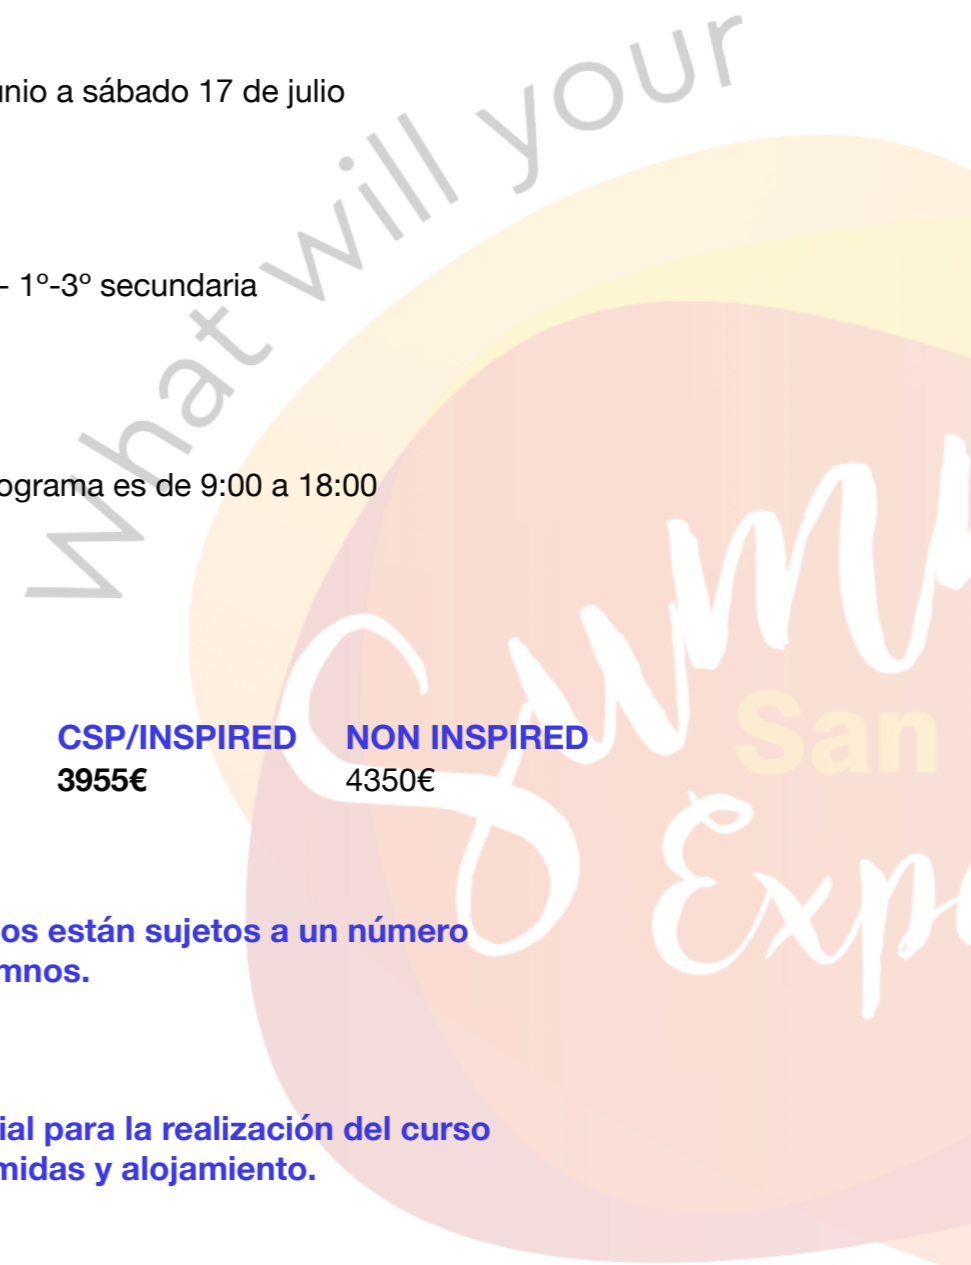 what will your
unio a sábado 17 de julio
- 1º-3º secundaria
ograma es de 9:00 a 18:00
CSP/INSPIRED NON INSPIRED
3955€ 4350€
San
Exp
os están sujetos a un número
mnos.
ial para la realización del curso
midas y alojamiento.